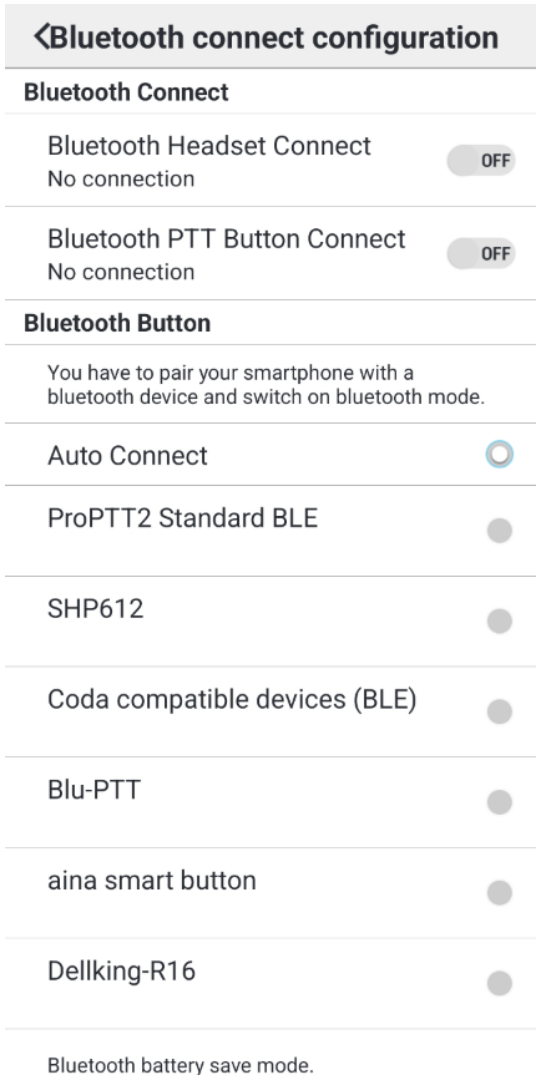 Bluetooth connect configuration
Bluetooth Connect
Bluetooth Headset Connect
OFF
No connection
Bluetooth PTT Button Connect
OFF
No connection
Bluetooth Button
You have to pair your smartphone with a
bluetooth device and switch on bluetooth mode.
Auto Connect
ProPTT2 Standard BLE
SHP612
Coda compatible devices (BLE)
Blu-PTT
aina smart button
Dellking-R16
Bluetooth battery save mode.